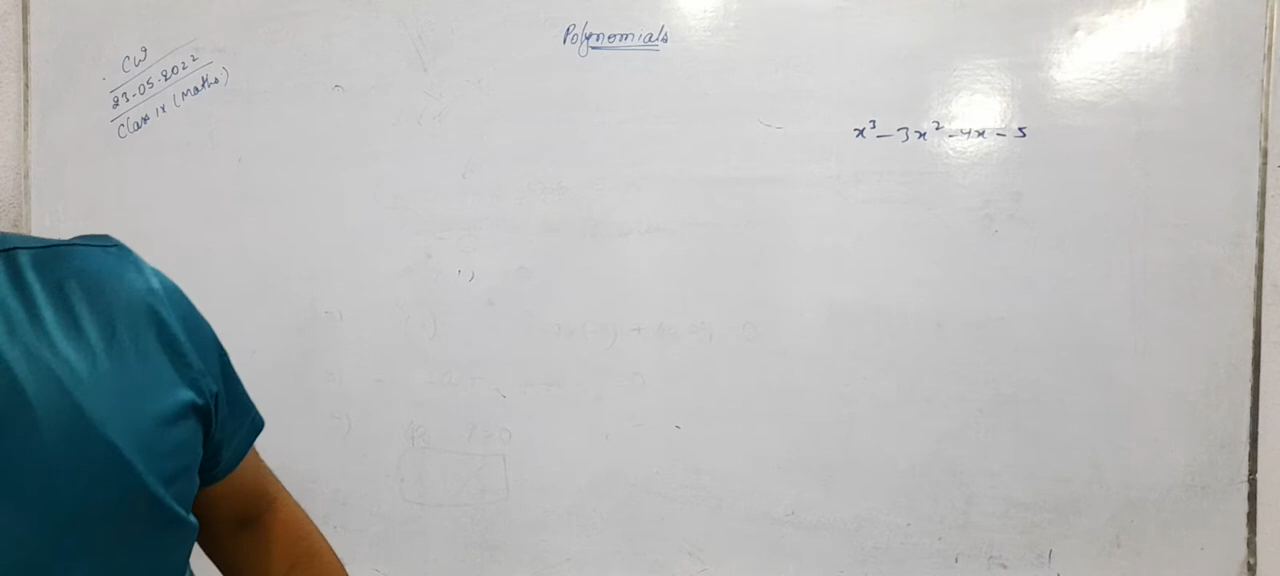 Polynomials
CW
23-05-2022
Class IX (Maths.)
x³-3x²-4x-5